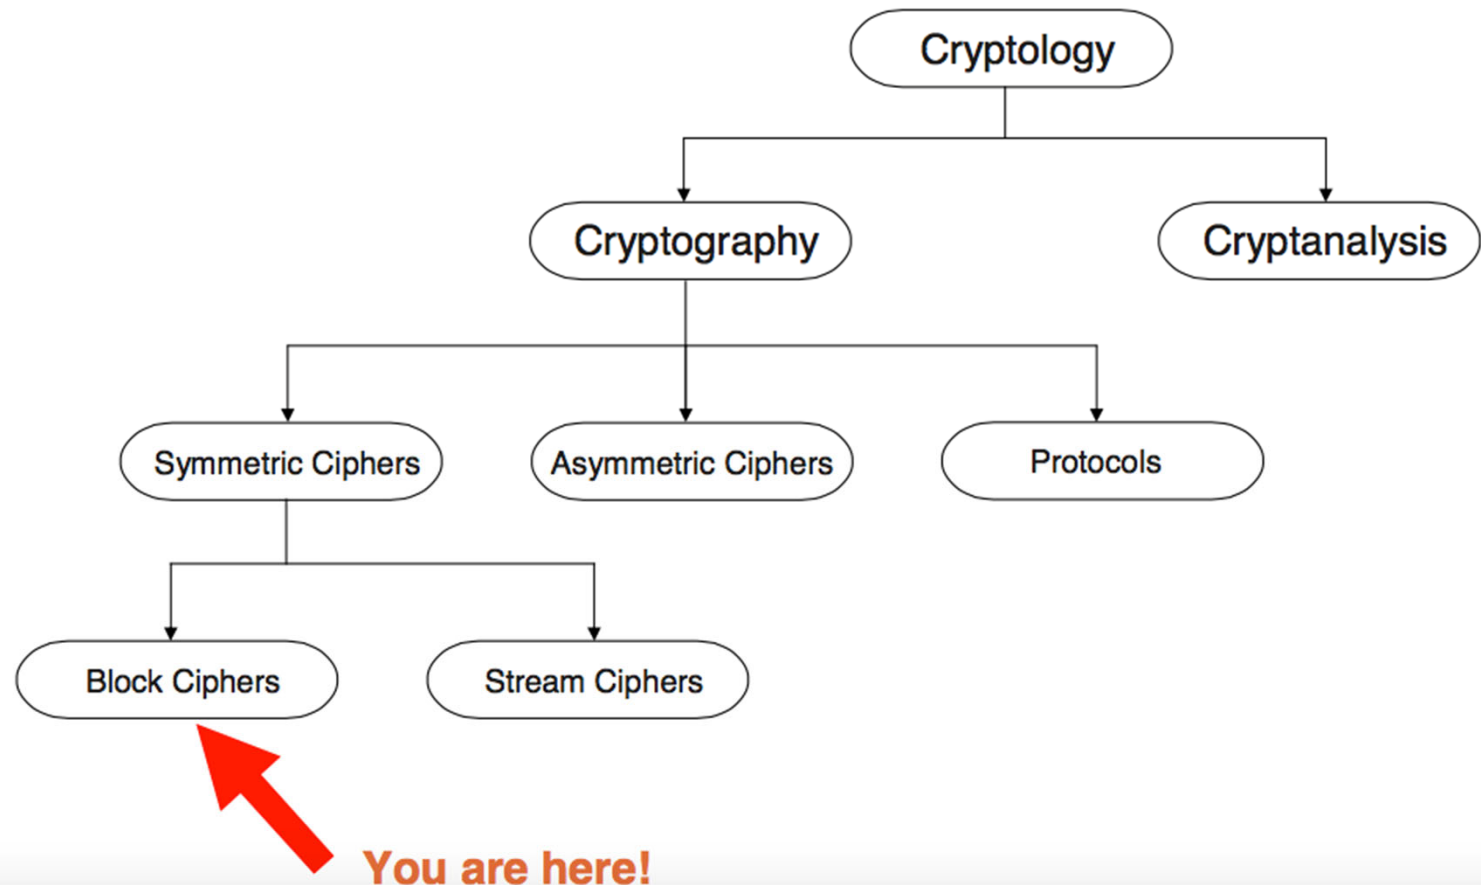 Cryptology
Cryptography
Cryptanalysis
Symmetric Ciphers
Asymmetric Ciphers
Protocols
Block Ciphers
Stream Ciphers
You are here!